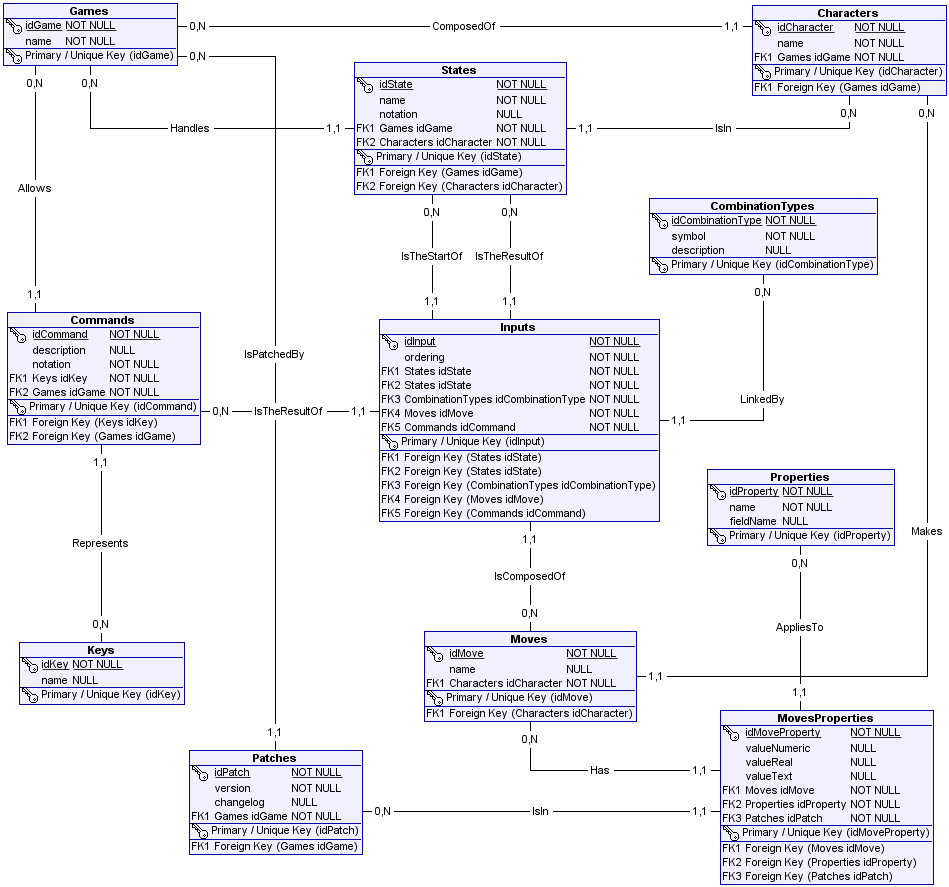 Games
idGame NOT NULL
name NOT NULL
Primary / Unique Key (idGame)
0,N ComposedOf 1,1
0,N
0,N
0,N
Characters
idCharacter NOT NULL
name NOT NULL
FK1 Games idGame NOT NULL
Primary / Unique Key (idCharacter)
FK1 Foreign Key (Games idGame)
0,N
0,N
States
idState NOT NULL
name NOT NULL
notation NULL
FK1 Games idGame NOT NULL
FK2 Characters idCharacter NOT NULL
Primary / Unique Key (idState)
FK1 Foreign Key (Games idGame)
FK2 Foreign Key (Characters idCharacter)
Handles 1,1
1,1 IsIn
Allows
1,1
0,N
0,N
IsTheStartOf
IsTheResultOf
1,1
1,1
CombinationTypes
idCombinationType NOT NULL
symbol NOT NULL
description NULL
Primary / Unique Key (idCombinationType)
0,N
LinkedBy
1,1
Commands
idCommand NOT NULL
description NULL
notation NOT NULL
FK1 Keys idKey NOT NULL
FK2 Games idGame NOT NULL
Primary / Unique Key (idCommand)
FK1 Foreign Key (Keys idKey)
FK2 Foreign Key (Games idGame)
IsPatchedBy
0,N IsTheResultOf 1,1
Inputs
idInput NOT NULL
ordering NOT NULL
FK1 States idState NOT NULL
FK2 States idState NOT NULL
FK3 CombinationTypes idCombinationType NOT NULL
FK4 Moves idMove NOT NULL
FK5 Commands idCommand NOT NULL
Primary / Unique Key (idInput)
FK1 Foreign Key (States idState)
FK2 Foreign Key (States idState)
FK3 Foreign Key (CombinationTypes idCombinationType)
FK4 Foreign Key (Moves idMove)
FK5 Foreign Key (Commands idCommand)
1,1
Represents
0,N
Properties
idProperty NOT NULL
name NOT NULL
fieldName NULL
Primary / Unique Key (idProperty)
Makes
0,N
AppliesTo
1,1
1,1
IsComposedOf
0,N
Keys
idKey NOT NULL
name NULL
Primary / Unique Key (idKey)
Moves
idMove NOT NULL
name NULL
FK1 Characters idCharacter NOT NULL
Primary / Unique Key (idMove)
FK1 Foreign Key (Characters idCharacter)
1,1
0,N
Has 1,1
1,1
Patches
idPatch NOT NULL
version NOT NULL
changelog NULL
FK1 Games idGame NOT NULL
Primary / Unique Key (idPatch)
FK1 Foreign Key (Games idGame)
0,N IsIn 1,1
MovesProperties
idMoveProperty NOT NULL
valueNumeric NULL
valueReal NULL
valueText NULL
FK1 Moves idMove NOT NULL
FK2 Properties idProperty NOT NULL
FK3 Patches idPatch NOT NULL
Primary / Unique Key (idMoveProperty)
FK1 Foreign Key (Moves idMove)
FK2 Foreign Key (Properties idProperty)
FK3 Foreign Key (Patches idPatch)